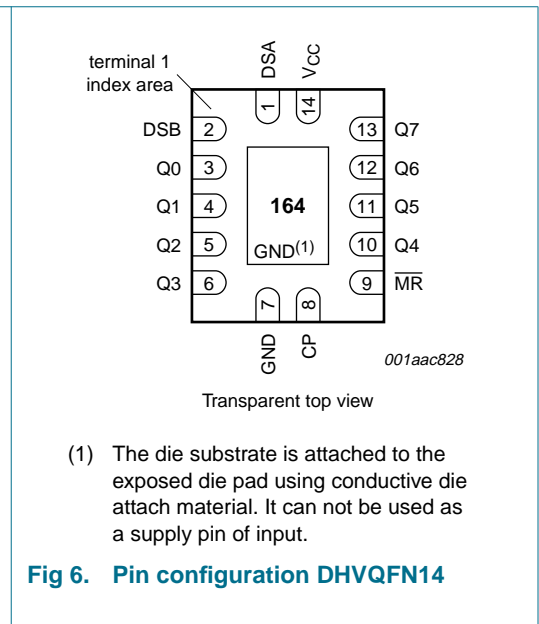 terminal 1
index area
DSA
VCC
1
14
DSB 2
13 Q7
Q0 3
12 Q6
Q1 4
164
11 Q5
Q2 5
GND(1)
10 Q4
Q3 6
9 MR
7
8
GND
CP
001aac828
Transparent top view
(1) The die substrate is attached to the
exposed die pad using conductive die
attach material. It can not be used as
a supply pin of input.
Fig 6. Pin configuration DHVQFN14